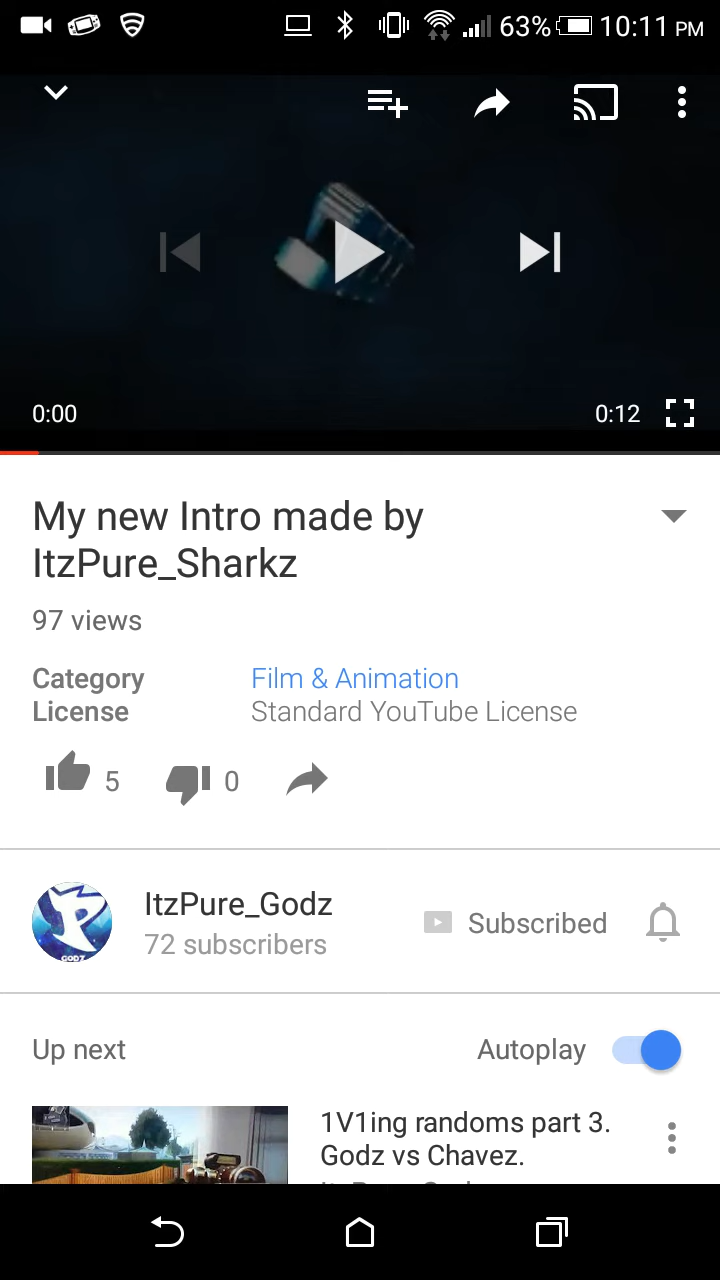 63% 10:11 PM
0:00 0:12
My new Intro made by
ItzPure_Sharkz
97 views
Category Film & Animation
License Standard YouTube License
5 0
ItzPure_Godz
72 subscribers
Subscribed
GODZ
Up next Autoplay
1V1ing randoms part 3.
Godz vs Chavez.